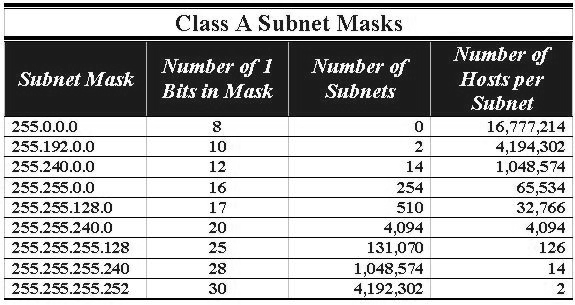 Class A Subnet Masks
Subnet Mask Number of 1 Bits in Mask Number of Subnets Number of Hosts per Subnet
255.0.0.0 8 0 16,777,214
255.192.0.0 10 2 4,194,302
255.240.0.0 12 14 1,048,574
255.255.0.0 16 254 65,534
255.255.128.0 17 510 32,766
255.255.240.0 20 4,094 4,094
255.255.255.128 25 131,070 126
255.255.255.240 28 1,048,574 14
255.255.255.252 30 4,192,302 2